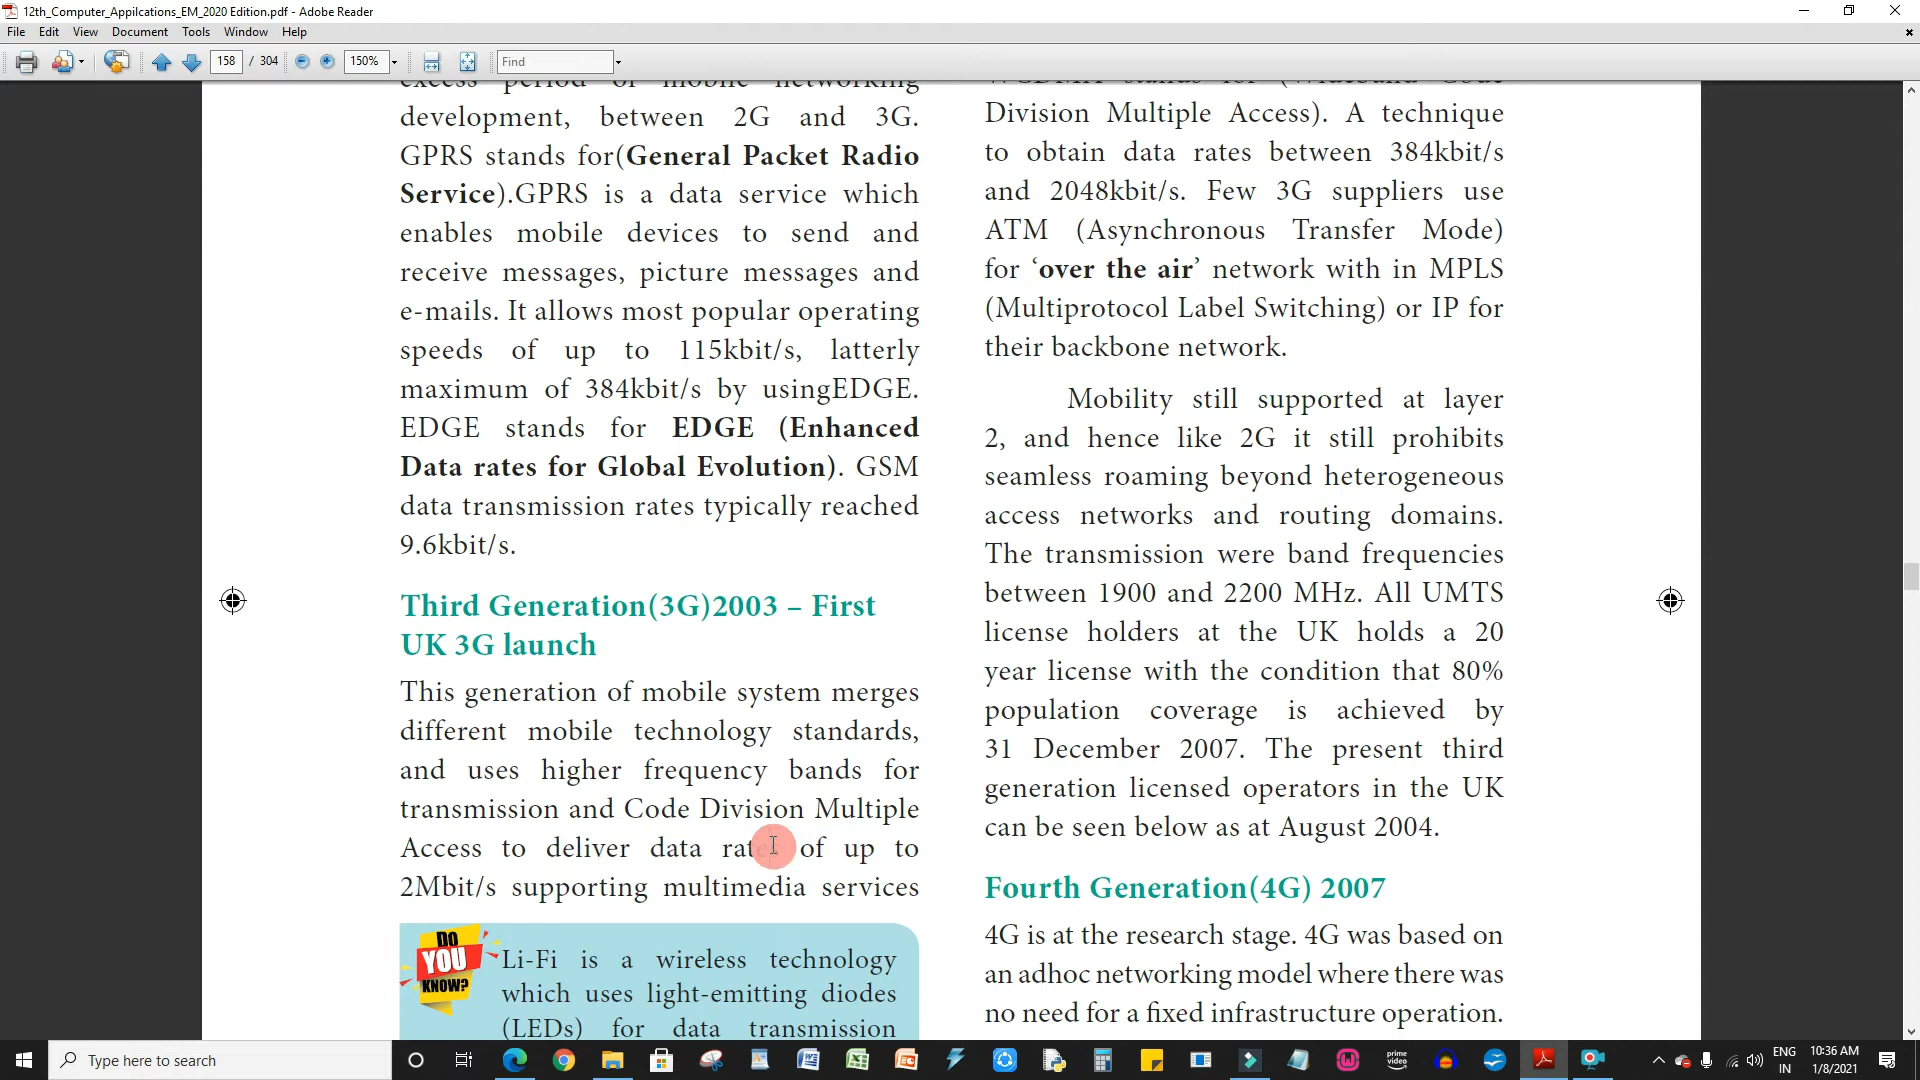 12th_Computer_Appilcations_EM_2020 Edition.pdf - Adobe Reader
File Edit View Document Tools Window Help
158 / 304 150% Find
development, between 2G and 3G.
GPRS stands for(General Packet Radio
Service).GPRS is a data service which
enables mobile devices to send and
receive messages, picture messages and
e-mails. It allows most popular operating
speeds of up to 115kbit/s, latterly
maximum of 384kbit/s by usingEDGE.
EDGE stands for EDGE (Enhanced
Data rates for Global Evolution). GSM
data transmission rates typically reached
9.6kbit/s.
Third Generation(3G)2003 – First
UK 3G launch
This generation of mobile system merges
different mobile technology standards,
and uses higher frequency bands for
transmission and Code Division Multiple
Access to deliver data rates of up to
2Mbit/s supporting multimedia services
DO
YOU
KNOW?
Li-Fi is a wireless technology
which uses light-emitting diodes
(LEDs) for data transmission
Division Multiple Access). A technique
to obtain data rates between 384kbit/s
and 2048kbit/s. Few 3G suppliers use
ATM (Asynchronous Transfer Mode)
for ‘over the air’ network with in MPLS
(Multiprotocol Label Switching) or IP for
their backbone network.
Mobility still supported at layer
2, and hence like 2G it still prohibits
seamless roaming beyond heterogeneous
access networks and routing domains.
The transmission were band frequencies
between 1900 and 2200 MHz. All UMTS
license holders at the UK holds a 20
year license with the condition that 80%
population coverage is achieved by
31 December 2007. The present third
generation licensed operators in the UK
can be seen below as at August 2004.
Fourth Generation(4G) 2007
4G is at the research stage. 4G was based on
an adhoc networking model where there was
no need for a fixed infrastructure operation.
Type here to search
prime
video
ENG
IN
10:36 AM
1/8/2021